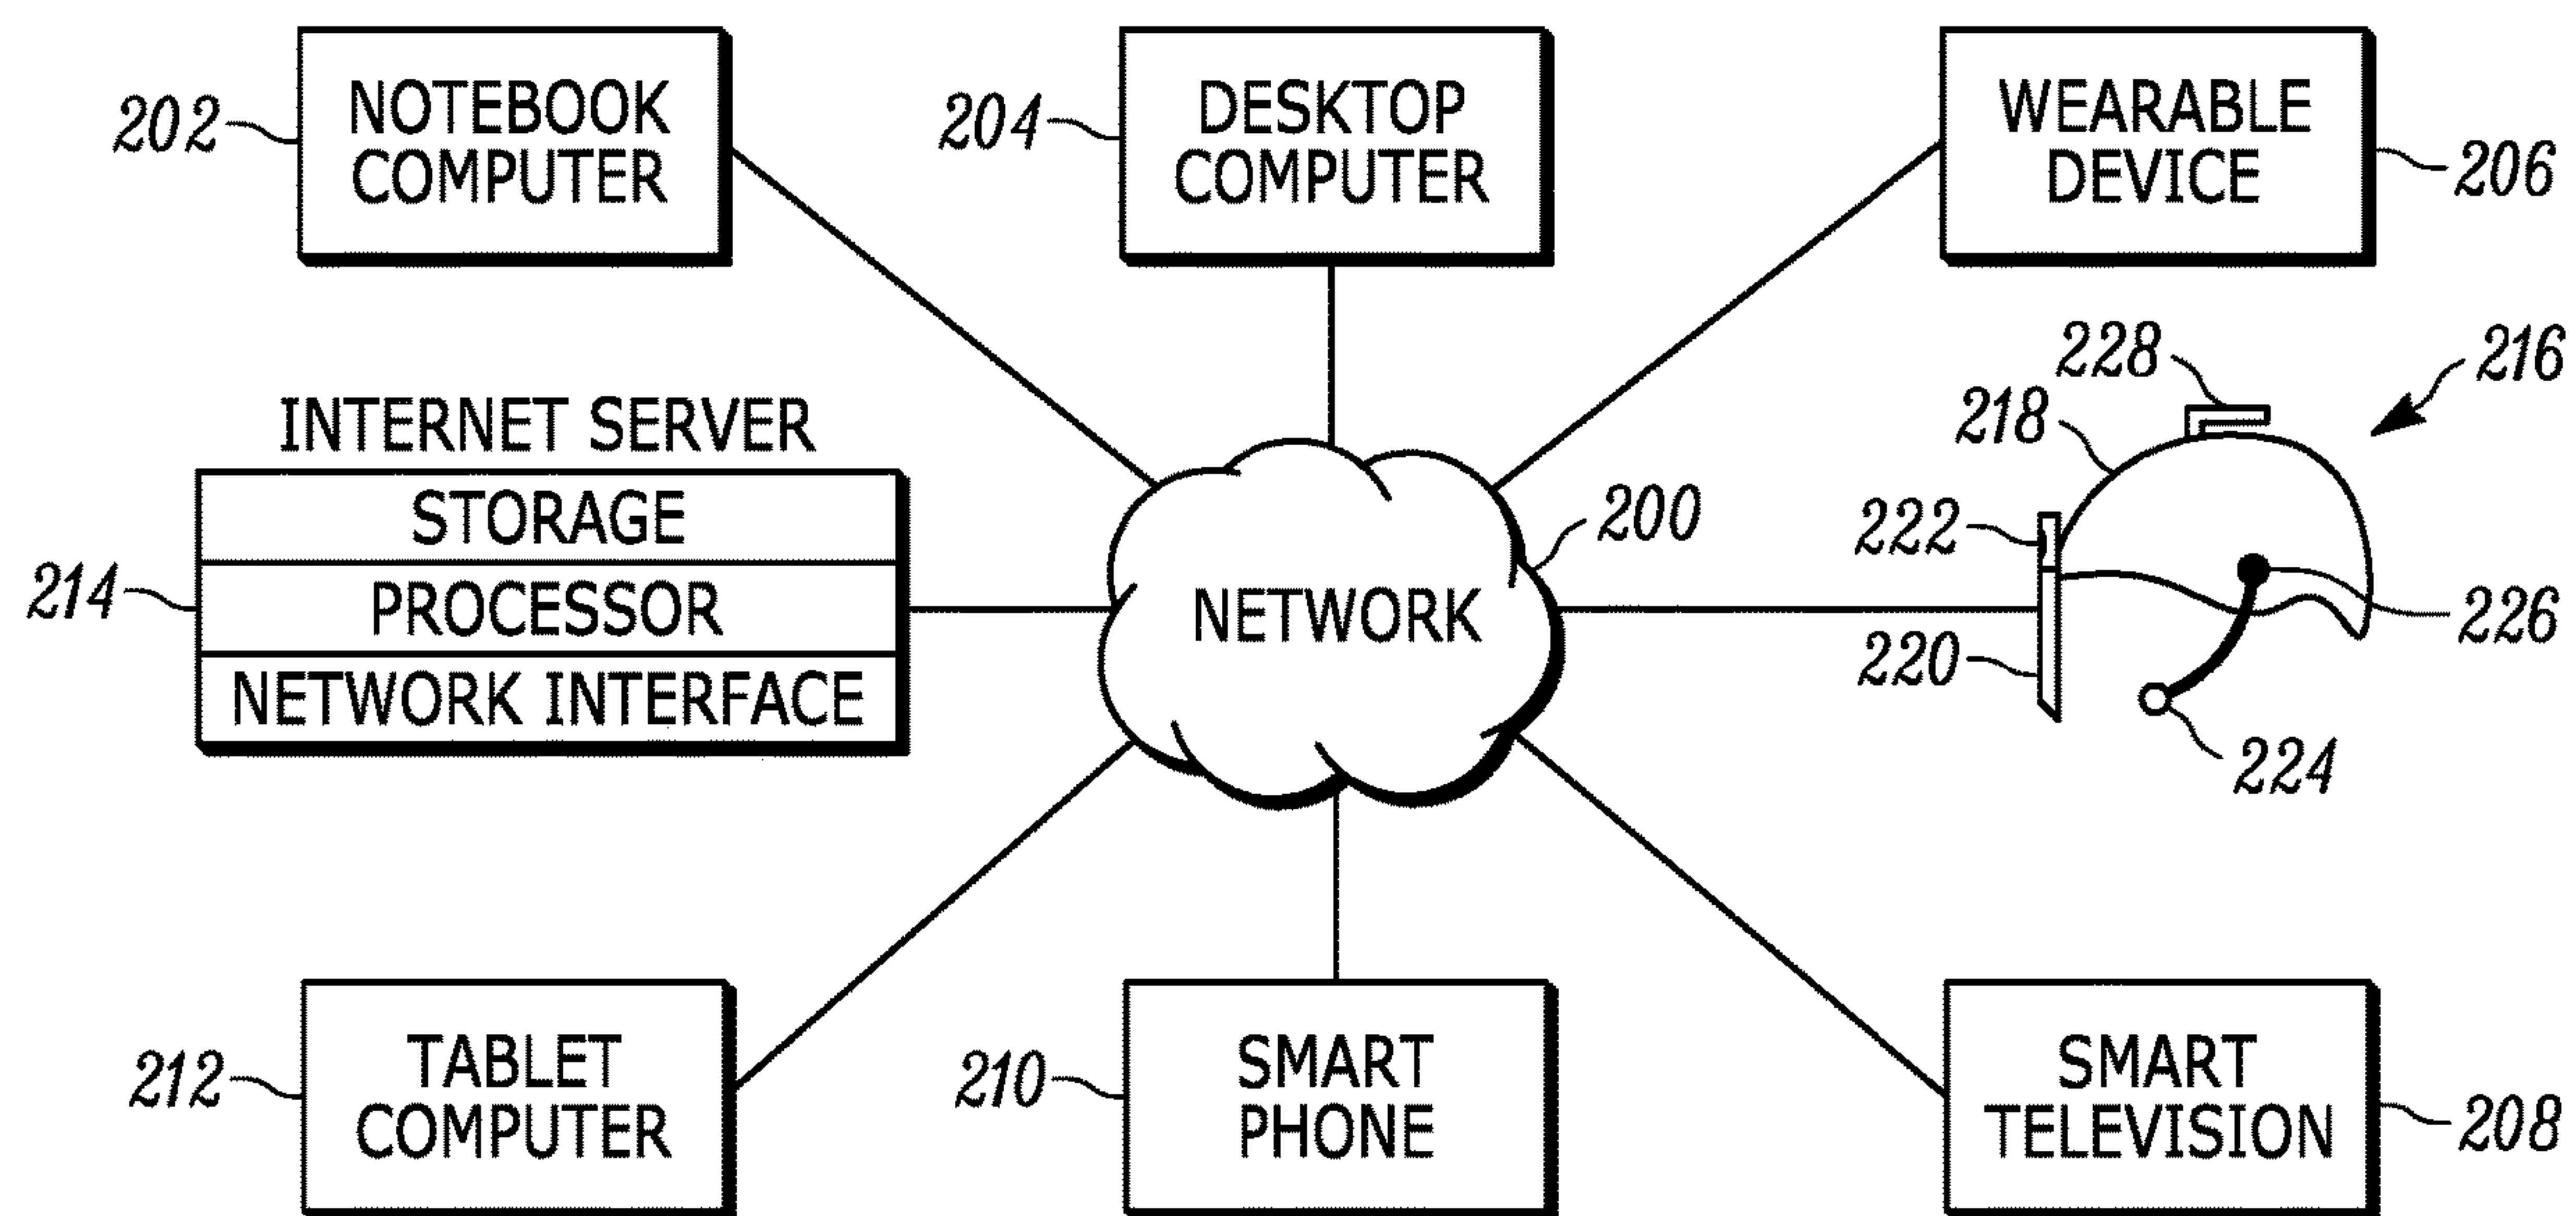 202
NOTEBOOK
COMPUTER
204
DESKTOP
COMPUTER
WEARABLE
DEVICE
206
INTERNET SERVER
214
STORAGE
PROCESSOR
NETWORK INTERFACE
NETWORK
200
228
216
218
222
226
220
224
212
TABLET
COMPUTER
210
SMART
PHONE
SMART
TELEVISION
208